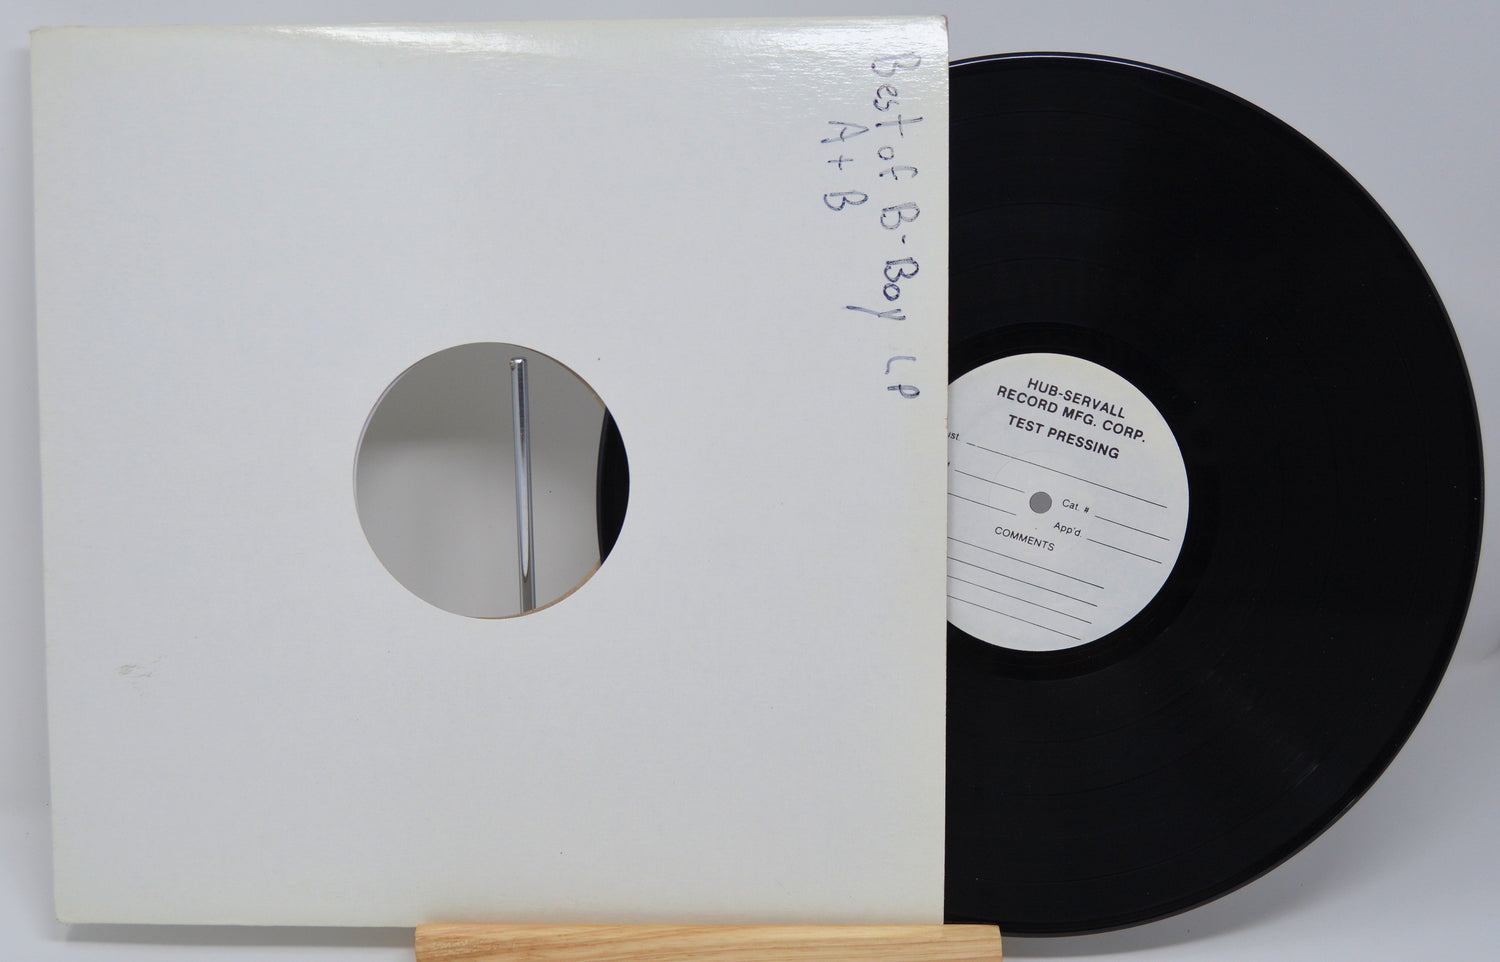 Best of B-Boy LP
A + B
HUB-SERVALL
RECORD MFG. CORP.
TEST PRESSING
Cat. #
App'd.
COMMENTS